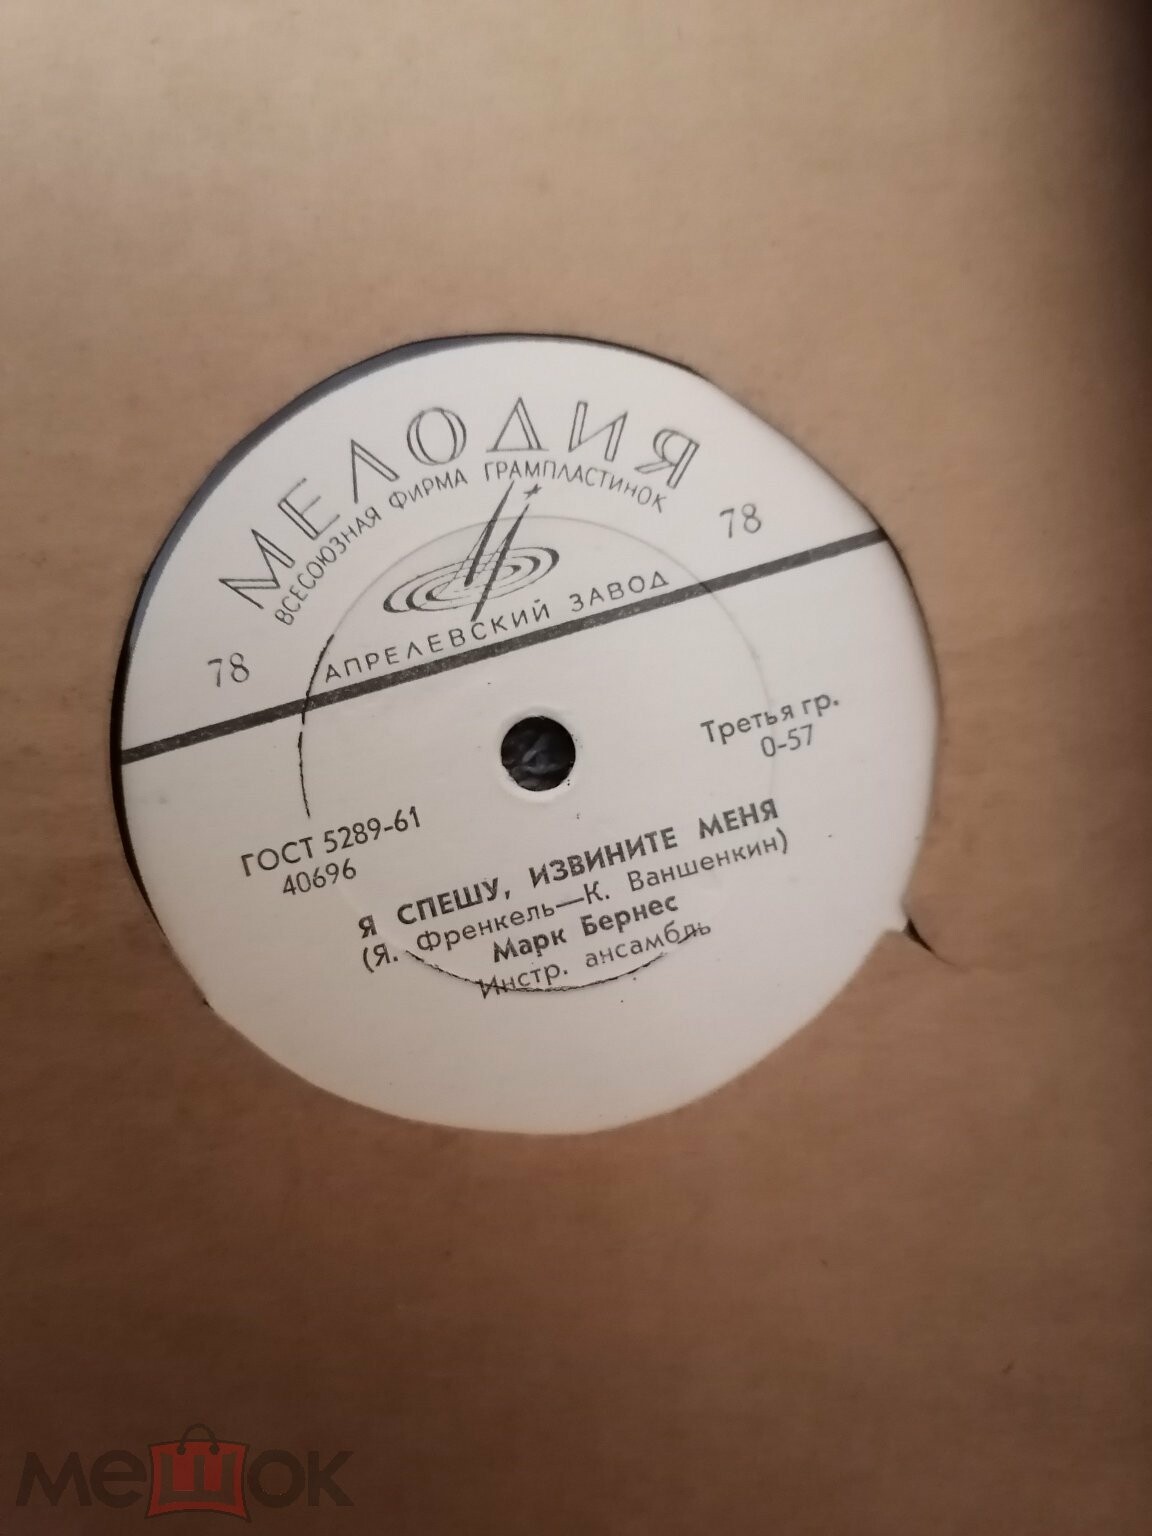 МЕЛОДИЯ
ВСЕСОЮЗНАЯ ФИРМА ГРАМПЛАСТИНОК
78
78
АПРЕЛЕВСКИЙ ЗАВОД
Третья гр.
0-57
ГОСТ 5289-61
40696
Я СПЕШУ, ИЗВИНИТЕ МЕНЯ
(Я. Френкель—К. Ваншенкин)
Марк Бернес
Инстр. ансамбль
мешок